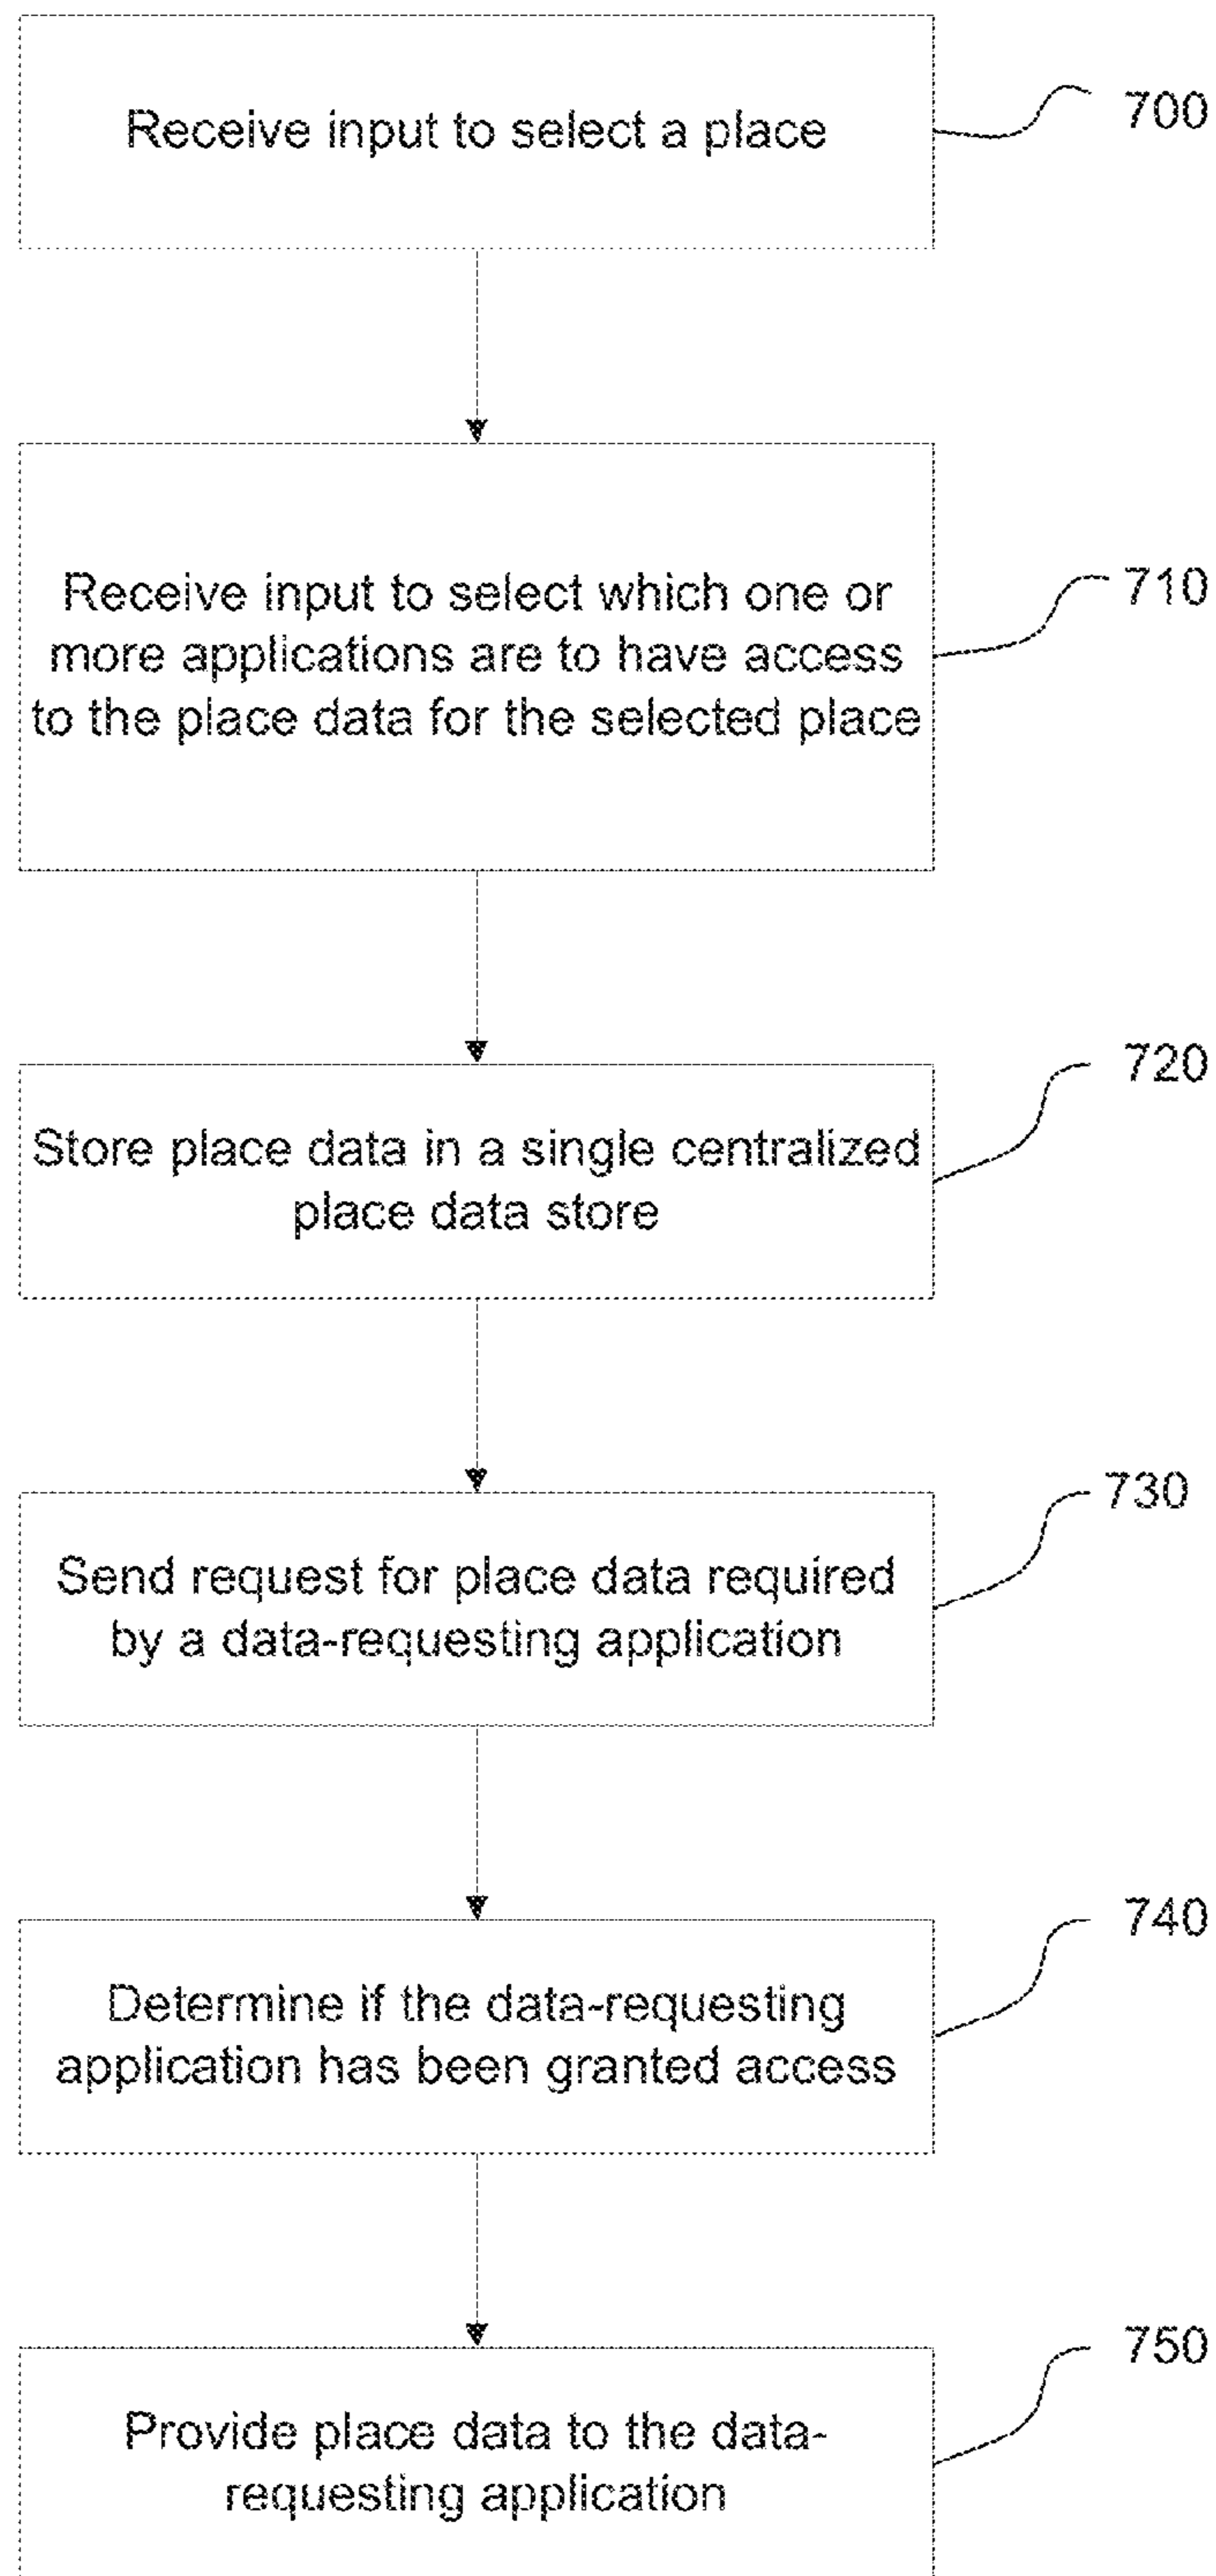 Receive input to select a place
700
Receive input to select which one or
more applications are to have access
to the place data for the selected place
710
Store place data in a single centralized
place data store
720
Send request for place data required
by a data-requesting application
730
Determine if the data-requesting
application has been granted access
740
Provide place data to the data-
requesting application
750